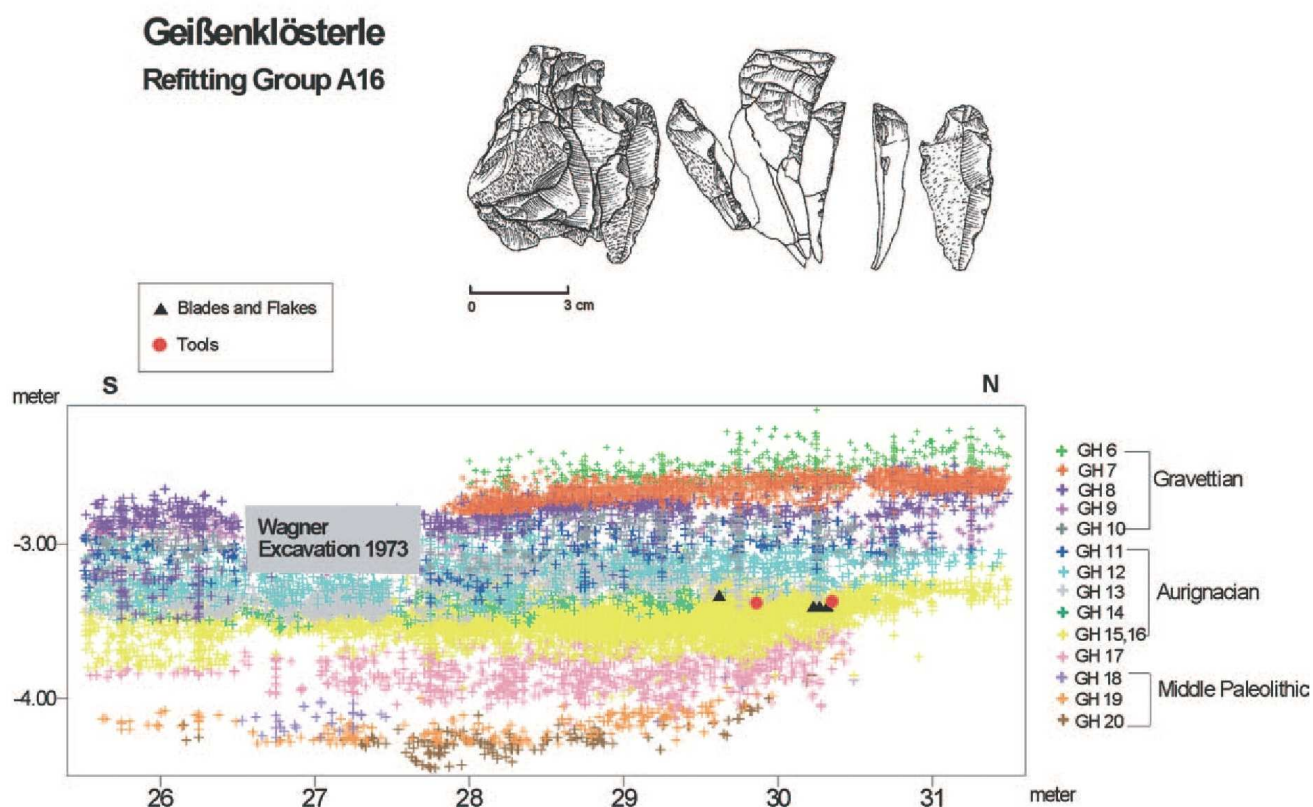 Geißenklösterle
Refitting Group A16
0 3 cm
Blades and Flakes
Tools
meter
S
N
Wagner
Excavation 1973
-3.00
-4.00
26 27 28 29 30 31 meter
GH 6
GH 7
GH 8
GH 9
GH 10
Gravettian
GH 11
GH 12
GH 13
GH 14
GH 15,16
Aurignacian
GH 17
GH 18
GH 19
GH 20
Middle Paleolithic